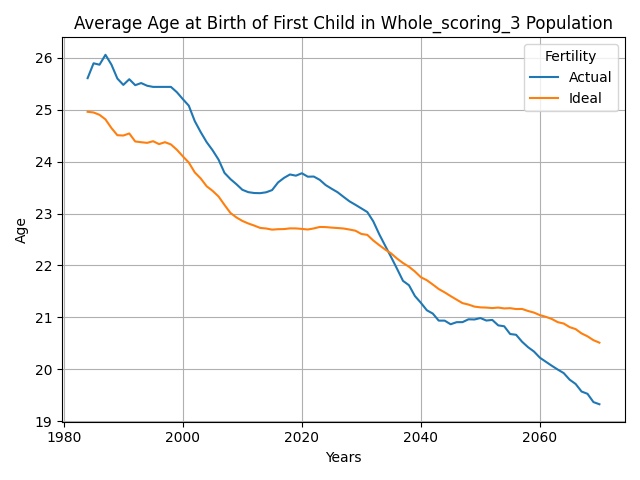 Average Age at Birth of First Child in Whole_scoring_3 Population
Fertility
Actual
Ideal
Age
26
25
24
23
22
21
20
19
1980
2000
2020
2040
2060
Years